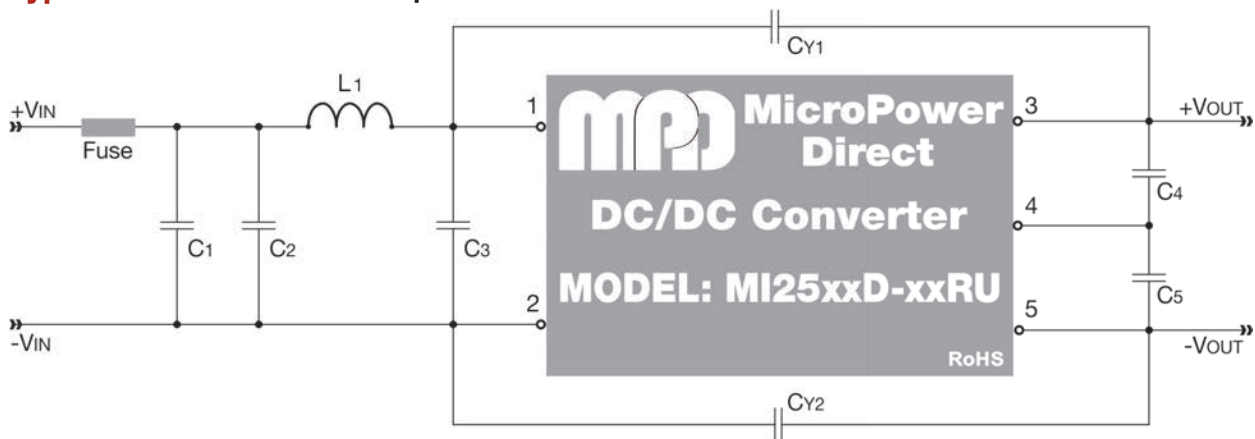 CY1
L1
+VIN
Fuse
C1
C2
C3
-VIN
1
2
MPD MicroPower
Direct
DC/DC Converter
MODEL: MI25xxD-xxRU
RoHS
3
4
5
+VOUT
C4
C5
-VOUT
CY2